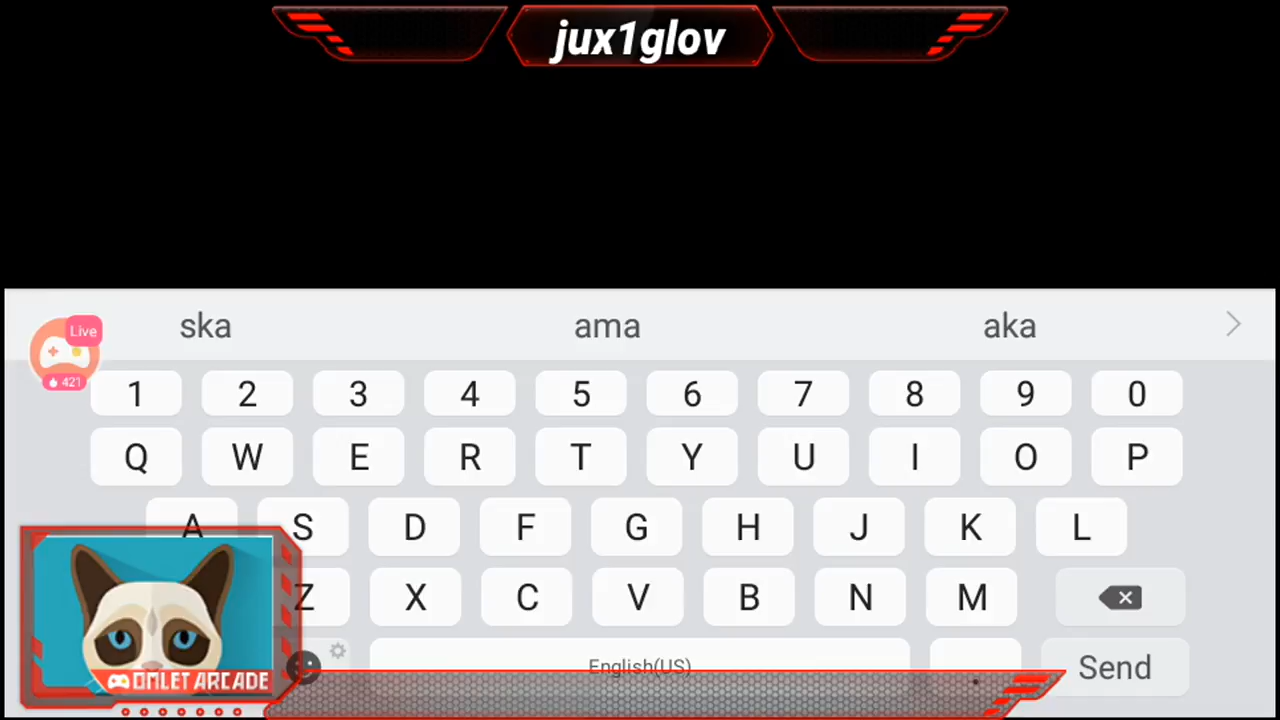 jux1glov
ska ama aka
Live
421
1 2 3 4 5 6 7 8 9 0
Q W E R T Y U I O P
A S D F G H J K L
Z X C V B N M
English(US)
Send
OMLET ARCADE